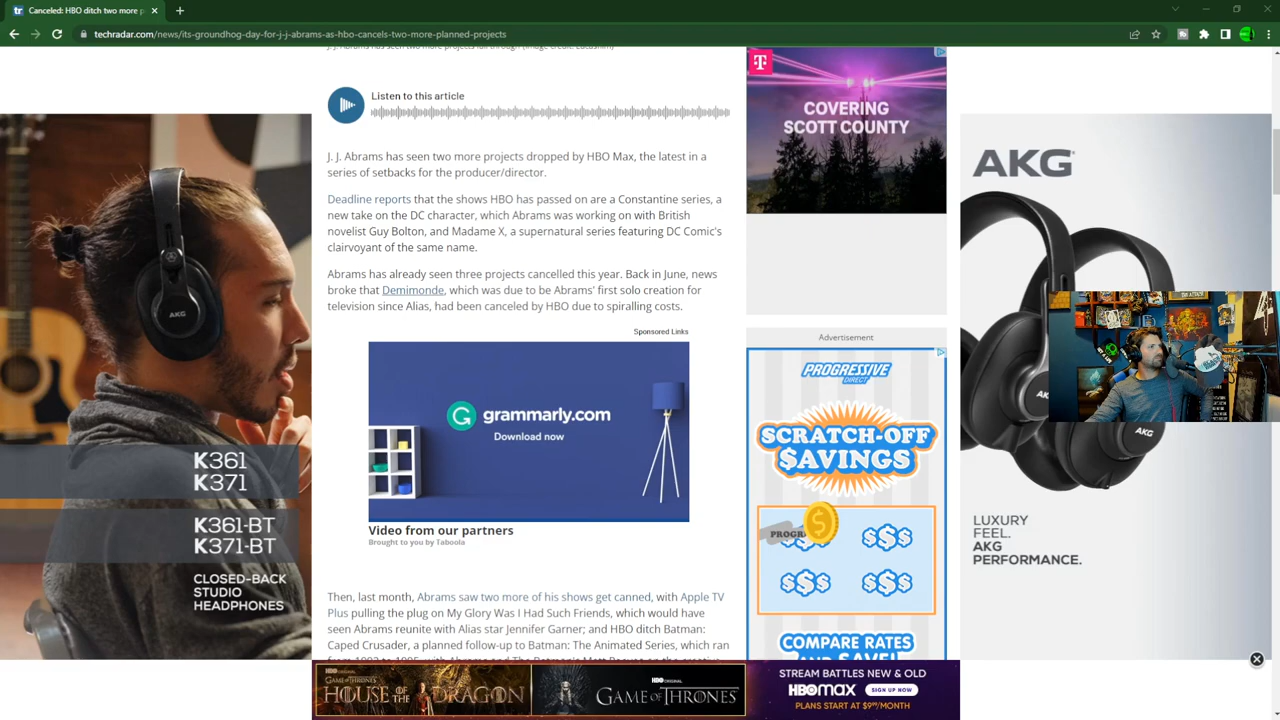 Canceled: HBO ditch two more p
techradar.com/news/its-groundhog-day-for-j-j-abrams-as-hbo-cancels-two-more-planned-projects
Listen to this article
J. J. Abrams has seen two more projects dropped by HBO Max, the latest in a
series of setbacks for the producer/director.
Deadline reports that the shows HBO has passed on are a Constantine series, a
new take on the DC character, which Abrams was working on with British
novelist Guy Bolton, and Madame X, a supernatural series featuring DC Comic's
clairvoyant of the same name.
Abrams has already seen three projects cancelled this year. Back in June, news
broke that Demimonde, which was due to be Abrams' first solo creation for
television since Alias, had been canceled by HBO due to spiralling costs.
Sponsored Links
grammarly.com
Download now
Video from our partners
Brought to you by Taboola
Then, last month, Abrams saw two more of his shows get canned, with Apple TV
Plus pulling the plug on My Glory Was I Had Such Friends, which would have
seen Abrams reunite with Alias star Jennifer Garner; and HBO ditch Batman:
Caped Crusader, a planned follow-up to Batman: The Animated Series, which ran
T
COVERING
SCOTT COUNTY
Advertisement
PROGRESSIVE
DIRECT
SCRATCH-OFF
$AVINGS
COMPARE RATES
AND SAVE!
AKG
K361
K371
K361-BT
K371-BT
CLOSED-BACK
STUDIO
HEADPHONES
AKG
AKG
LUXURY
FEEL.
AKG
PERFORMANCE.
HBO ORIGINAL
GAME OF THRONES
HOUSE OF THE DRAGON
HBO ORIGINAL
GAME OF THRONES
STREAM BATTLES NEW & OLD
HBOMAX
SIGN UP NOW
PLANS START AT $9.99/MONTH